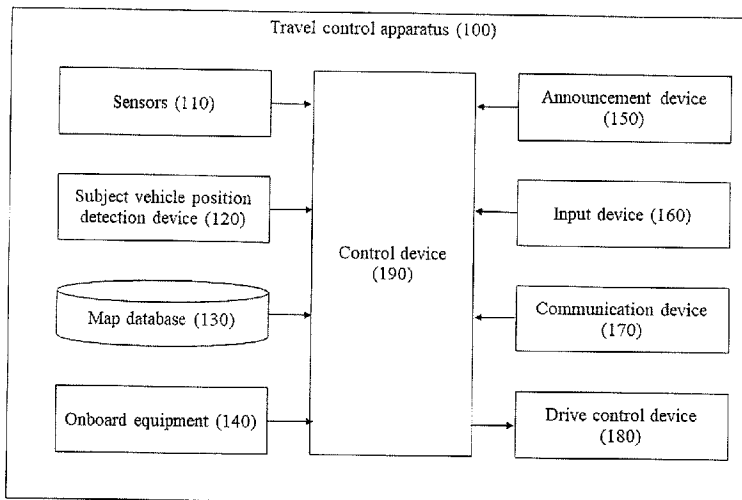 Travel control apparatus (100)
Sensors (110)
Subject vehicle position
detection device (120)
Map database (130)
Onboard equipment (140)
Control device
(190)
Announcement device
(150)
Input device (160)
Communication device
(170)
Drive control device
(180)